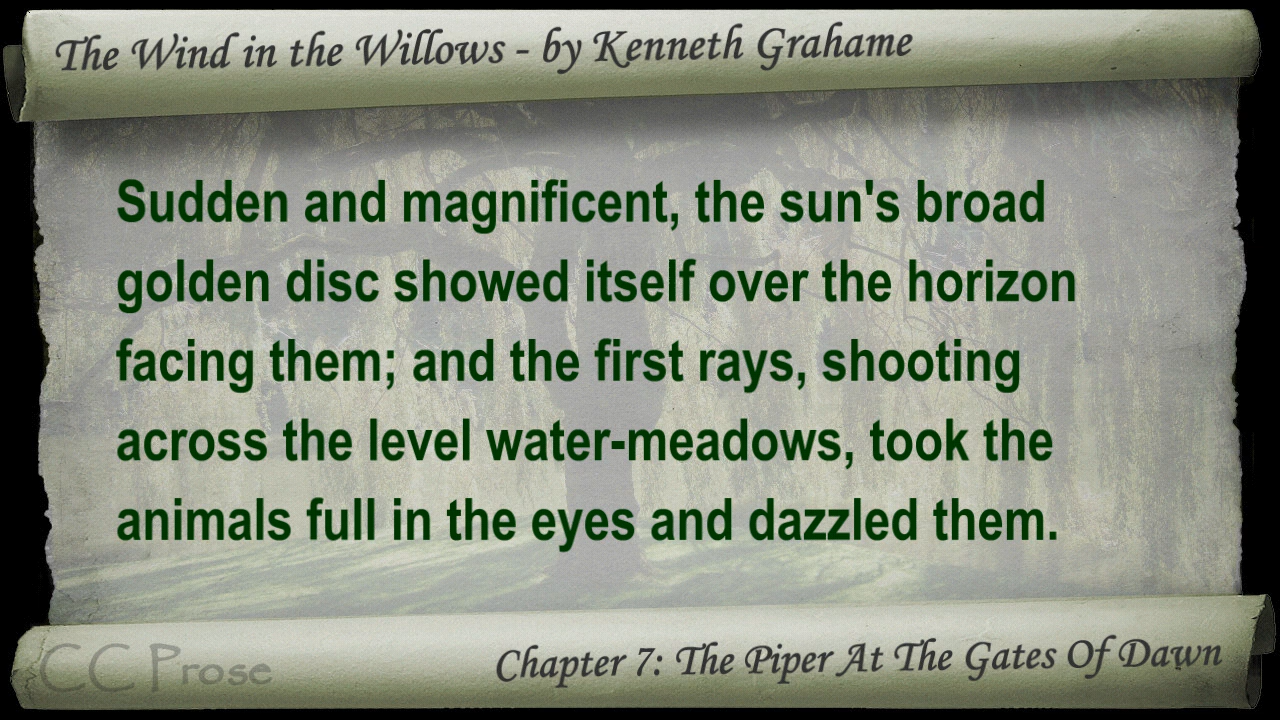 The Wind in the Willows - by Kenneth Grahame
Sudden and magnificent, the sun's broad
golden disc showed itself over the horizon
facing them; and the first rays, shooting
across the level water-meadows, took the
animals full in the eyes and dazzled them.
CC Prose
Chapter 7: The Piper At The Gates Of Dawn